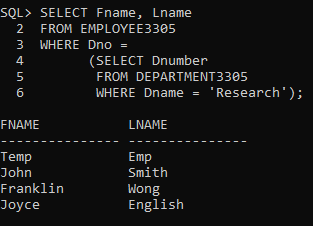 SQL> SELECT Fname, Lname
  2  FROM EMPLOYEE3305
  3  WHERE Dno =
  4          (SELECT Dnumber
  5           FROM DEPARTMENT3305
  6           WHERE Dname = 'Research');
FNAME           LNAME
--------------- ---------------
Temp            Emp
John            Smith
Franklin        Wong
Joyce           English